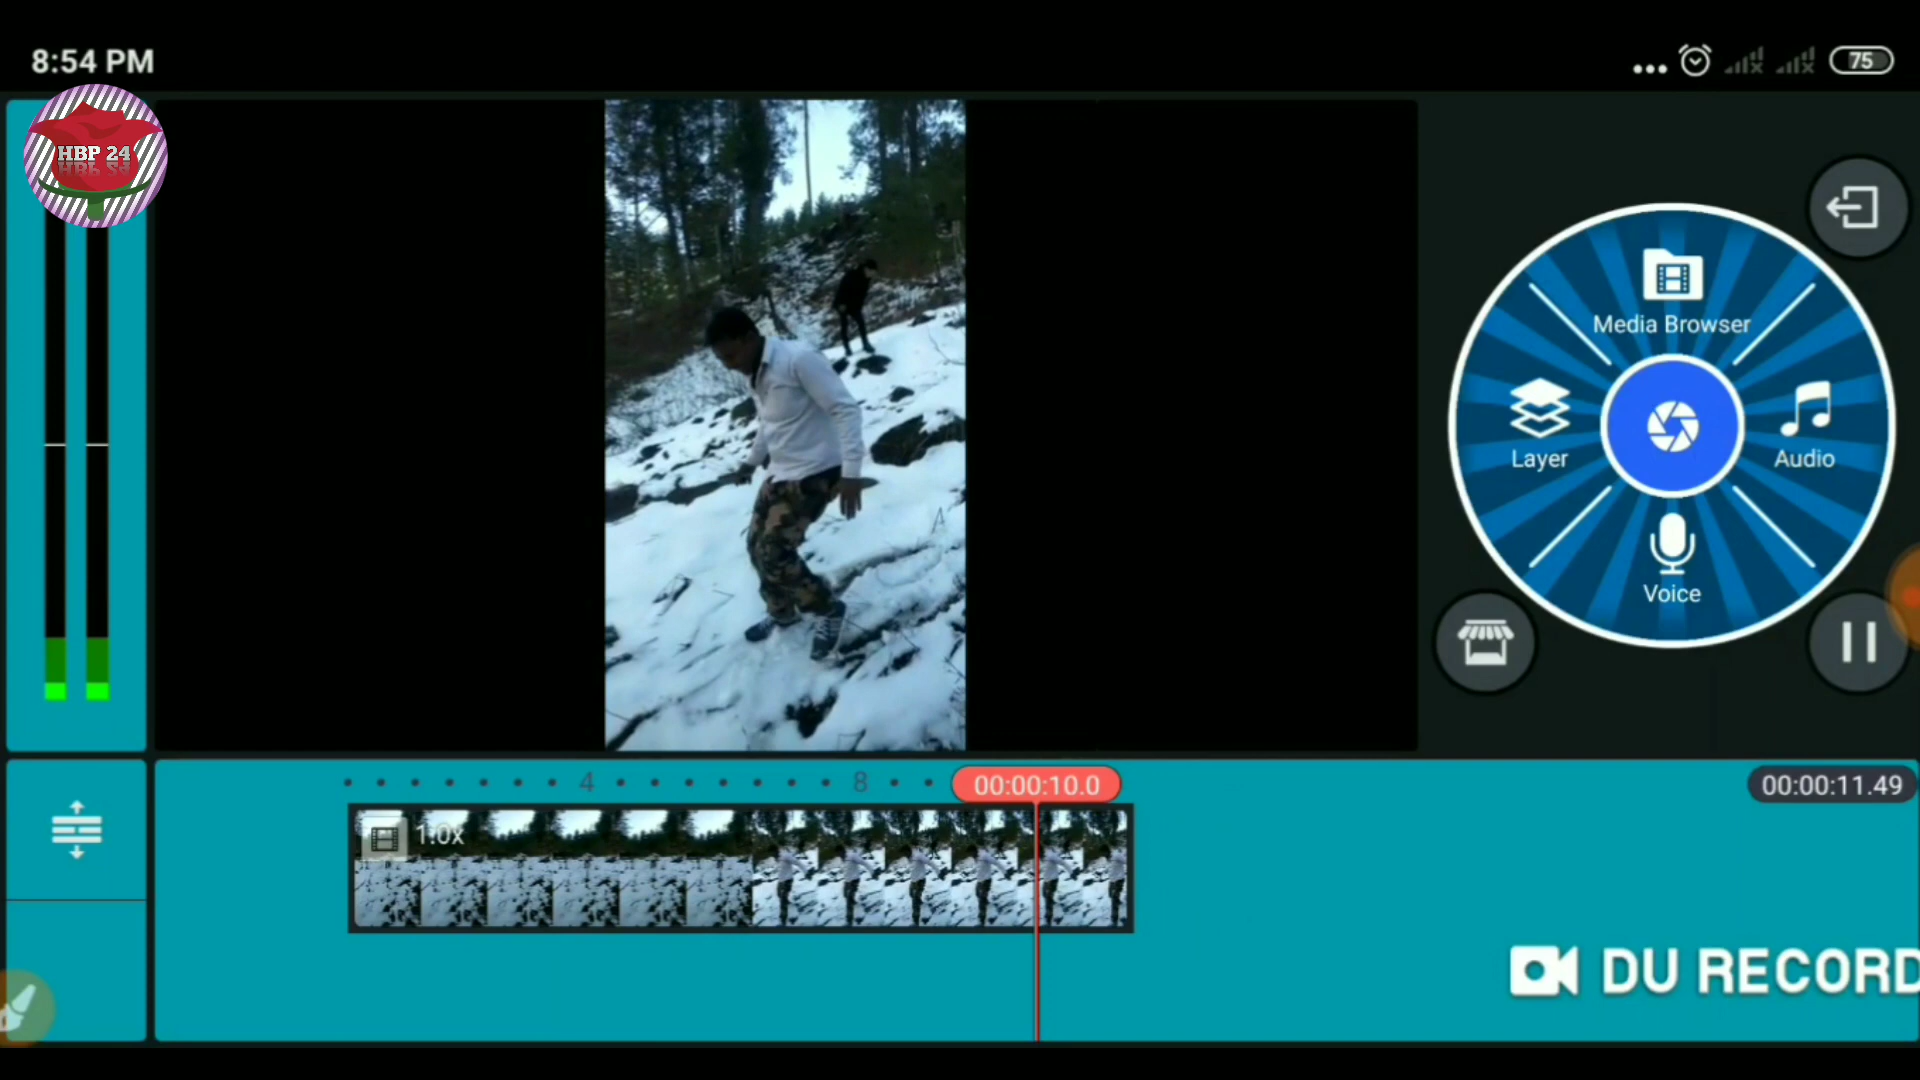 8:54 PM
75
HBP 24
Media Browser
Layer
Audio
Voice
4
8
00:00:10.0
00:00:11.49
1.0x
DU RECORD